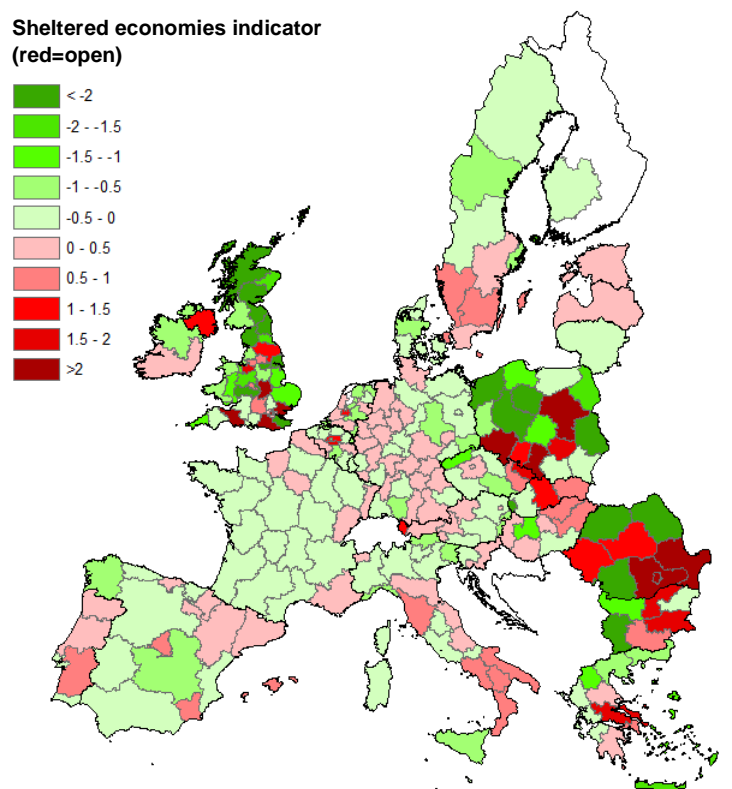 Sheltered economies indicator
(red=open)
< -2
-2 - -1.5
-1.5 - -1
-1 - -0.5
-0.5 - 0
0 - 0.5
0.5 - 1
1 - 1.5
1.5 - 2
>2